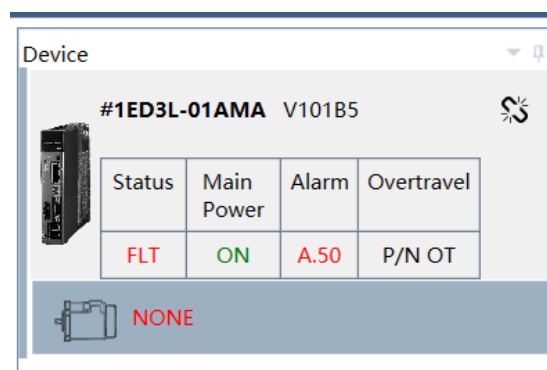 Device
#1ED3L-01AMA V101B5
Status Main Power Alarm Overtravel
FLT ON A.50 P/N OT
NONE